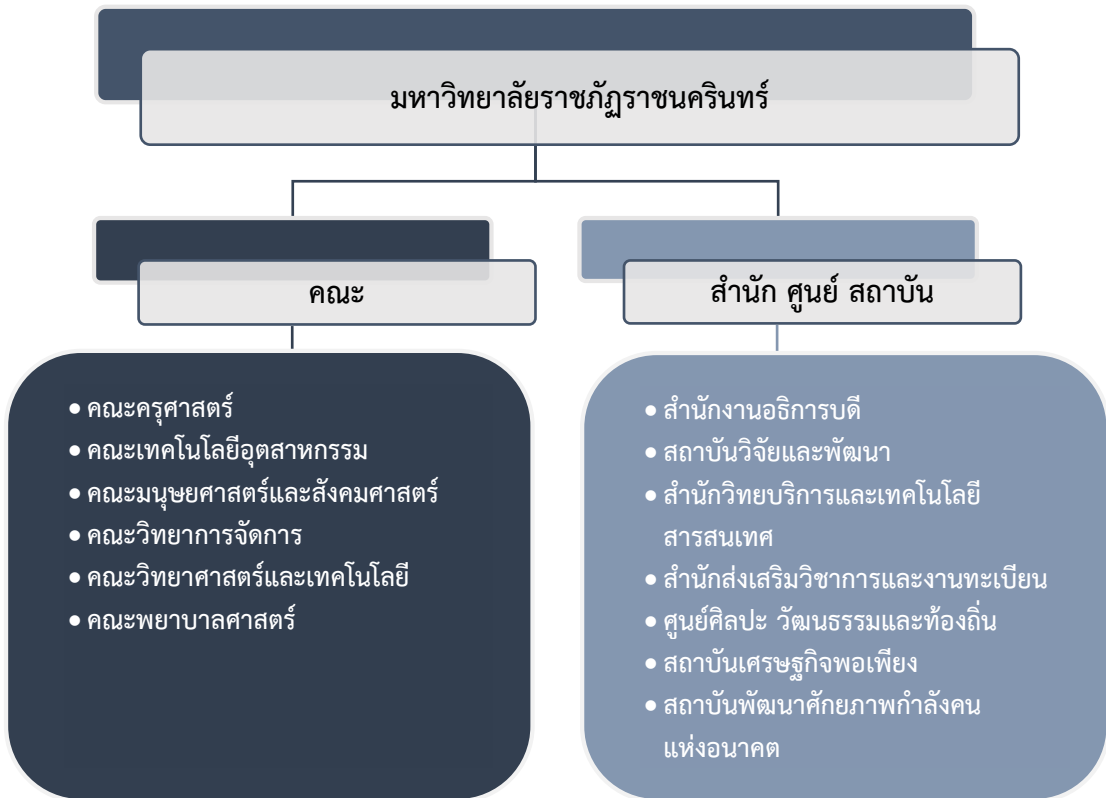 มหาวิทยาลัยราชภัฏราชนครินทร์
คณะ
• คณะครุศาสตร์
• คณะเทคโนโลยีอุตสาหกรรม
• คณะมนุษยศาสตร์และสังคมศาสตร์
• คณะวิทยาการจัดการ
• คณะวิทยาศาสตร์และเทคโนโลยี
• คณะพยาบาลศาสตร์
สำนัก ศูนย์ สถาบัน
• สำนักงานอธิการบดี
• สถาบันวิจัยและพัฒนา
• สำนักวิทยบริการและเทคโนโลยี
สารสนเทศ
• สำนักส่งเสริมวิชาการและงานทะเบียน
• ศูนย์ศิลปะ วัฒนธรรมและท้องถิ่น
• สถาบันเศรษฐกิจพอเพียง
• สถาบันพัฒนาศักยภาพกำลังคน
แห่งอนาคต